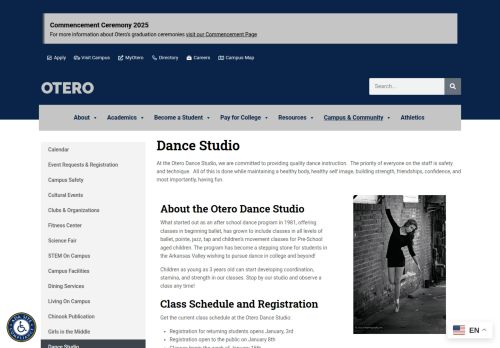 Commencement Ceremony 2025
For more information about Otero's graduation ceremonies visit our Commencement Page
Apply
Visit Campus
MyOtero
Directory
Careers
Campus Map
OTERO
Search...
About
Academics
Become a Student
Pay for College
Resources
Campus & Community
Athletics
Calendar
Event Requests & Registration
Campus Safety
Cultural Events
Clubs & Organizations
Fitness Center
Science Fair
STEM On Campus
Campus Facilities
Dining Services
Living On Campus
Chinook Publication
Girls in the Middle
Dance Studio
Dance Studio
At the Otero Dance Studio, we are committed to providing quality dance instruction. The priority of everyone on the staff is safety
and technique. All of this is done while maintaining a healthy body, healthy self image, building strength, friendships, confidence, and
most importantly, having fun.
About the Otero Dance Studio
What started out as an after school dance program in 1981, offering
classes in beginning ballet, has grown to include classes in all levels of
ballet, pointe, jazz, tap and children's movement classes for Pre-School
aged children. The program has become a stepping stone for students in
the Arkansas Valley wishing to pursue dance in college and beyond!
Children as young as 3 years old can start developing coordination,
stamina, and strength in our classes. Stop by our studio and observe a
class any time!
Class Schedule and Registration
Get the current class schedule at the Otero Dance Studio:
Registration for returning students opens January, 3rd
Registration open to the public on January 8th
EN